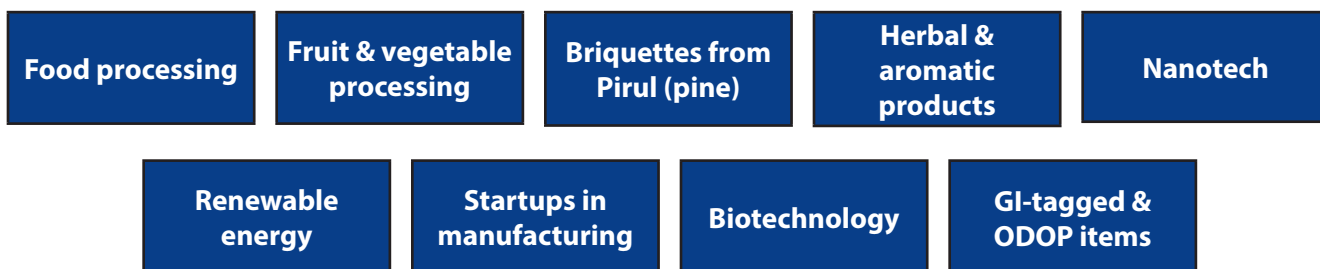 Food processing
Fruit & vegetable
processing
Briquettes from
Pirul (pine)
Herbal &
aromatic
products
Nanotech
Renewable
energy
Startups in
manufacturing
Biotechnology
GI-tagged &
ODOP items